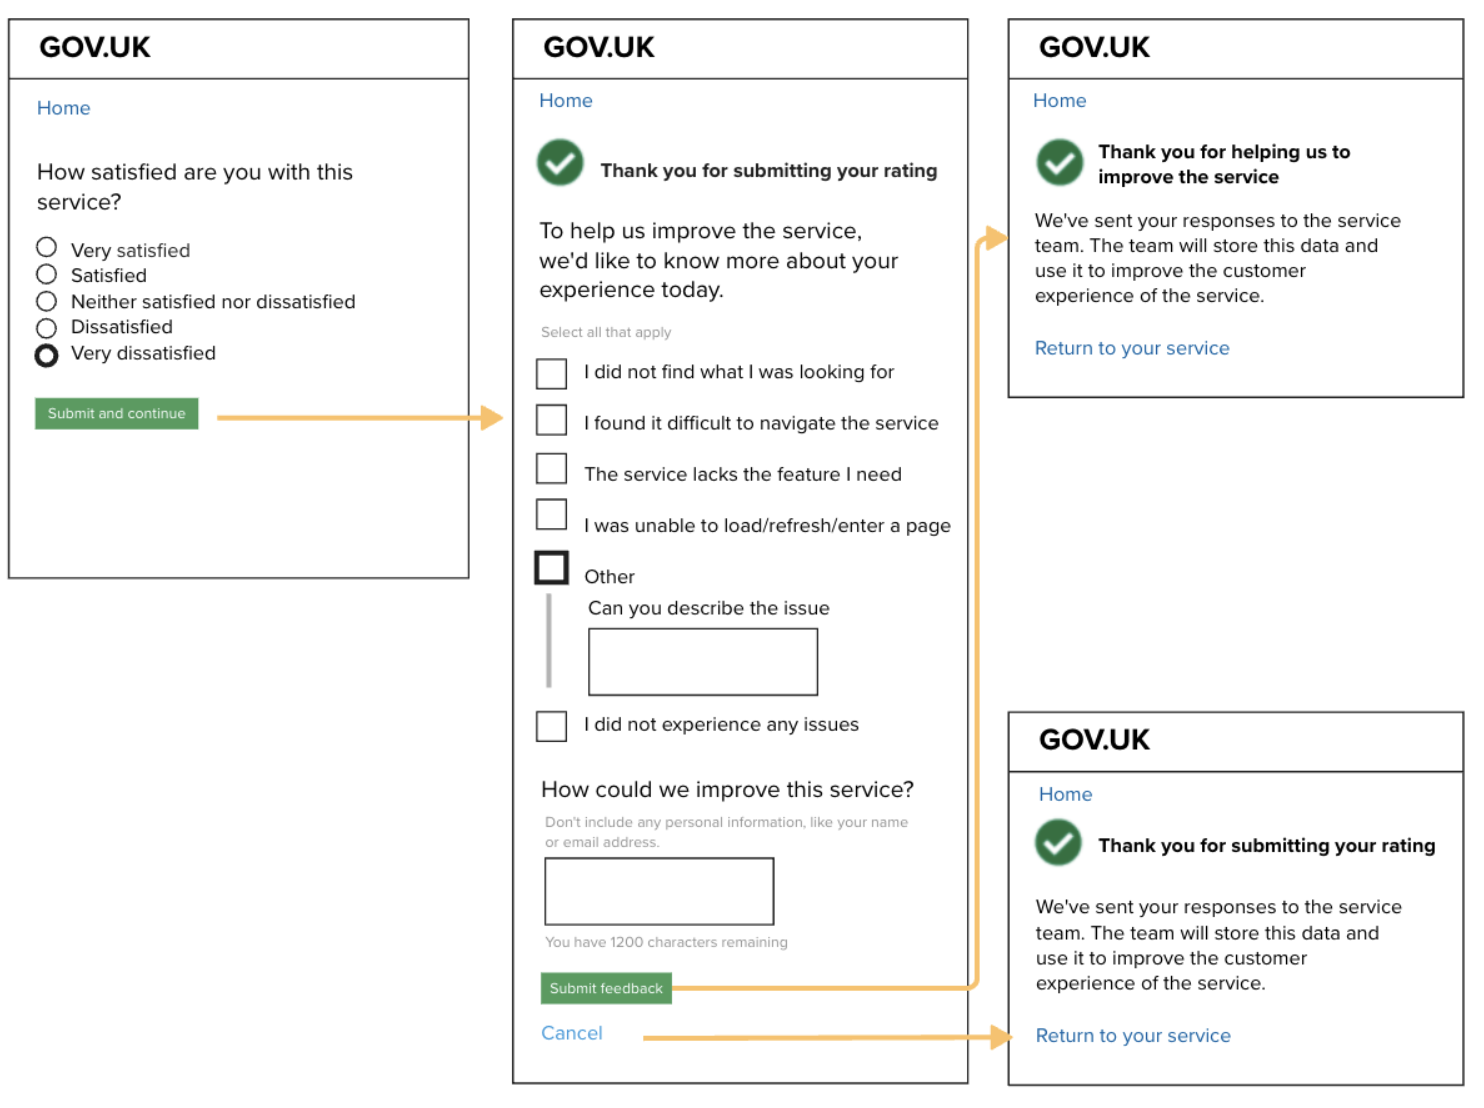 GOV.UK
Home
How satisfied are you with this
service?
Very satisfied
Satisfied
Neither satisfied nor dissatisfied
Dissatisfied
Very dissatisfied
Submit and continue
GOV.UK
Home
Thank you for submitting your rating
To help us improve the service,
we'd like to know more about your
experience today.
Select all that apply
I did not find what I was looking for
I found it difficult to navigate the service
The service lacks the feature I need
I was unable to load/refresh/enter a page
Other
Can you describe the issue
I did not experience any issues
How could we improve this service?
Don't include any personal information, like your name
or email address.
You have 1200 characters remaining
Submit feedback
Cancel
GOV.UK
Home
Thank you for helping us to
improve the service
We've sent your responses to the service
team. The team will store this data and
use it to improve the customer
experience of the service.
Return to your service
GOV.UK
Home
Thank you for submitting your rating
We've sent your responses to the service
team. The team will store this data and
use it to improve the customer
experience of the service.
Return to your service